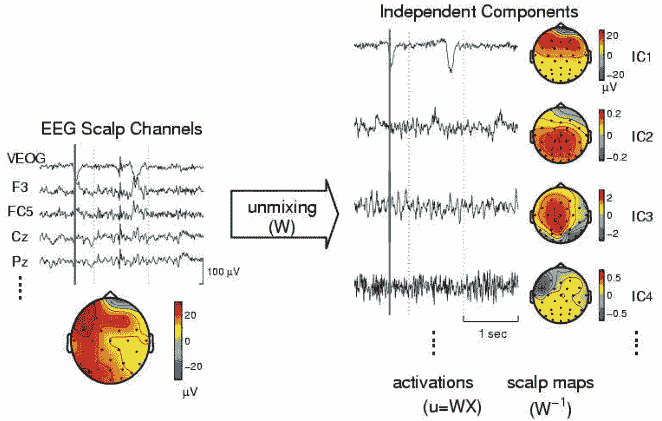 Independent Components
EEG Scalp Channels
VEOG
F3
FC5
Cz
Pz
100 µV
20
0
−20
µV
unmixing
(W)
20
0
−20
µV
IC1
0.2
0
−0.2
IC2
2
0
−2
IC3
0.5
0
−0.5
IC4
1 sec
activations
(u=WX)
scalp maps
(W⁻¹)